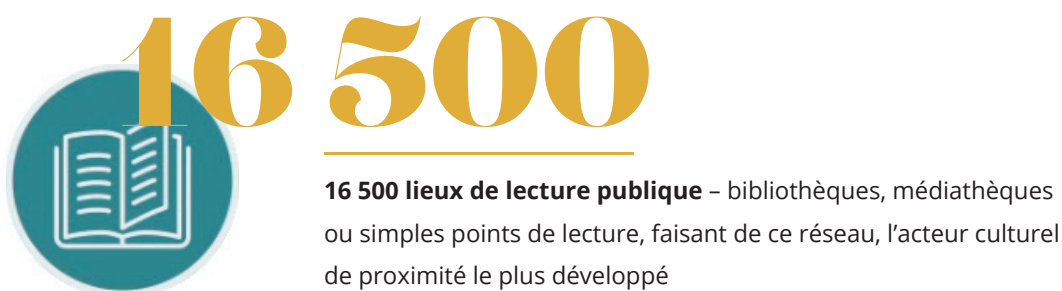 16 500
16 500 lieux de lecture publique – bibliothèques, médiathèques
ou simples points de lecture, faisant de ce réseau, l’acteur culturel
de proximité le plus développé